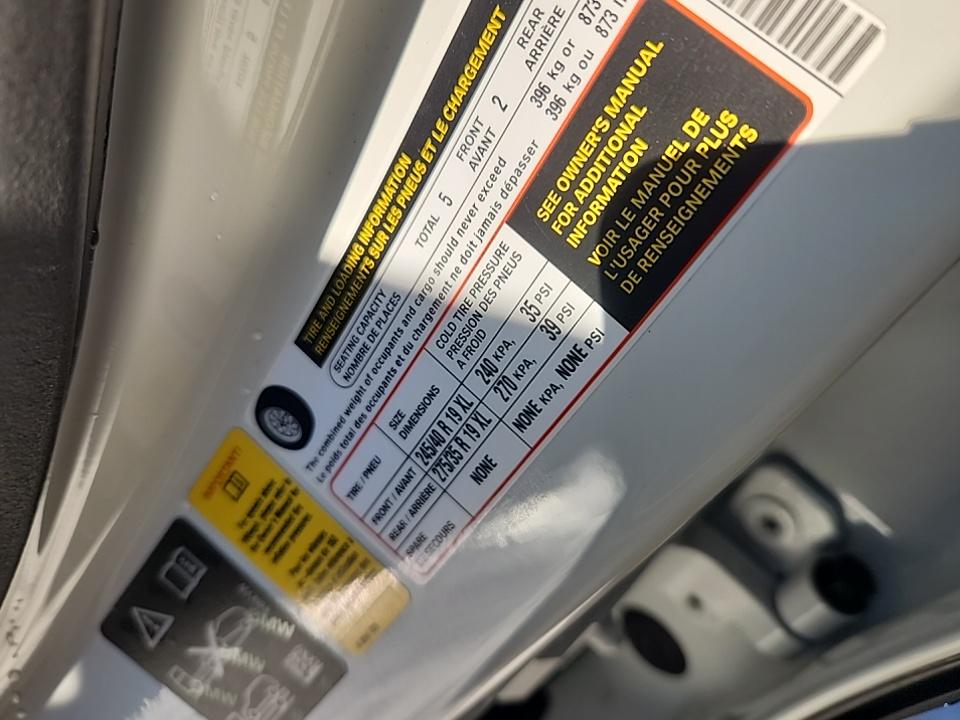 TIRE AND LOADING INFORMATION
RENSEIGNEMENTS SUR LES PNEUS ET LE CHARGEMENT
SEATING CAPACITY
NOMBRE DE PLACES
TOTAL 5
FRONT
AVANT
2
REAR
ARRIÈRE
The combined weight of occupants and cargo should never exceed 396 kg or 873
Le poids total des occupants et du chargement ne doit jamais dépasser 396 kg ou 873
TIRE / PNEU
SIZE
DIMENSIONS
COLD TIRE PRESSURE
PRESSION DES PNEUS
A FROID
FRONT / AVANT 245/40 R 19 XL 240 KPA, 35 PSI
REAR / ARRIÈRE 275/35 R 19 XL 270 KPA, 39 PSI
SPARE
DE SECOURS
NONE
NONE KPA, NONE PSI
SEE OWNER'S MANUAL
FOR ADDITIONAL
INFORMATION
VOIR LE MANUEL DE
L'USAGER POUR PLUS
DE RENSEIGNEMENTS
IMPORTANT!